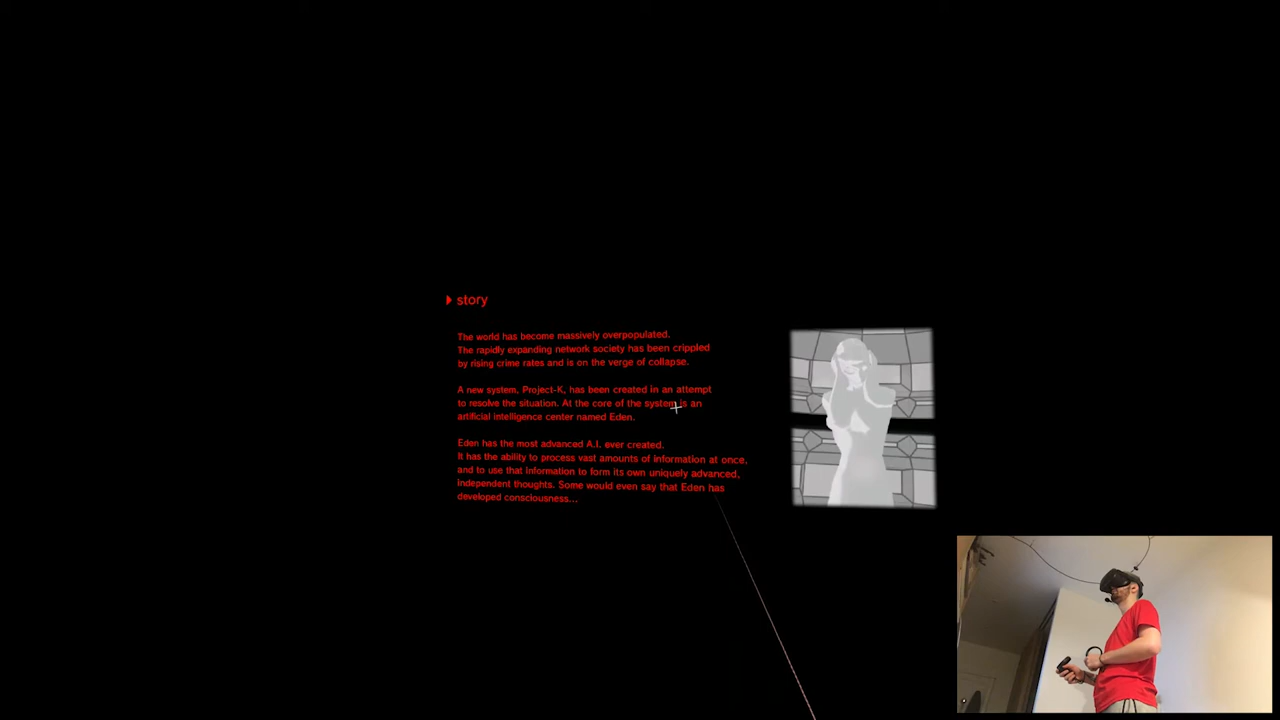 story
The world has become massively overpopulated.
The rapidly expanding network society has been crippled
by rising crime rates and is on the verge of collapse.
A new system, Project-K, has been created in an attempt
to resolve the situation. At the core of the system is an
artificial intelligence center named Eden.
Eden has the most advanced A.I. ever created.
It has the ability to process vast amounts of information at once,
and to use that information to form its own uniquely advanced,
independent thoughts. Some would even say that Eden has
developed consciousness...